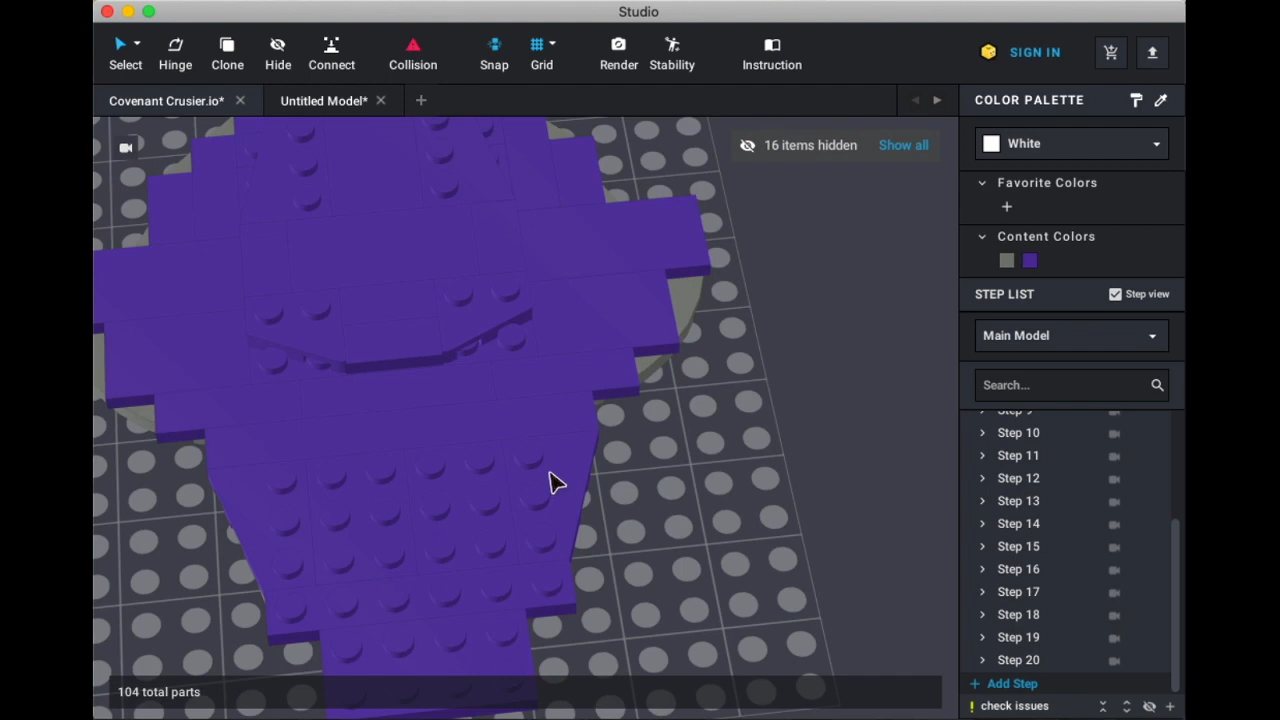 Studio
Select
Hinge
Clone
Hide
Connect
Collision
Snap
Grid
Render
Stability
Instruction
SIGN IN
Covenant Crusier.io*
Untitled Model*
COLOR PALETTE
16 items hidden
Show all
White
Favorite Colors
Content Colors
STEP LIST
Step view
Main Model
Search...
Step 9
Step 10
Step 11
Step 12
Step 13
Step 14
Step 15
Step 16
Step 17
Step 18
Step 19
Step 20
Add Step
104 total parts
check issues